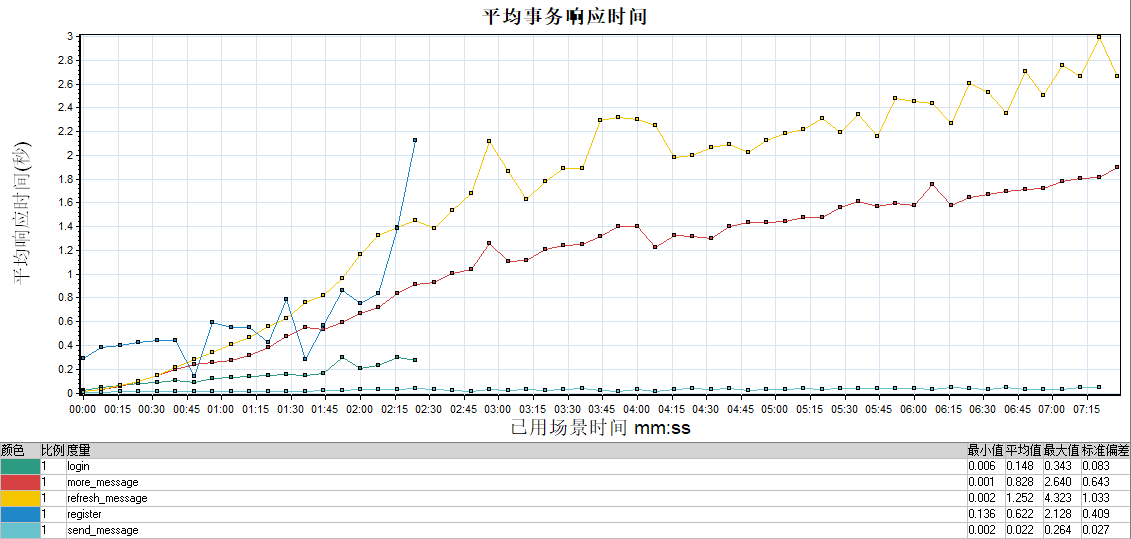 平均事务响应时间
平均响应时间(秒)
3
2.8
2.6
2.4
2.2
2
1.8
1.6
1.4
1.2
1
0.8
0.6
0.4
0.2
0
00:00 00:15 00:30 00:45 01:00 01:15 01:30 01:45 02:00 02:15 02:30 02:45 03:00 03:15 03:30 03:45 04:00 04:15 04:30 04:45 05:00 05:15 05:30 05:45 06:00 06:15 06:30 06:45 07:00 07:15
已用场景时间 mm:ss
颜色 比例 度量 最小值 平均值 最大值 标准偏差
1 login 0.006 0.148 0.343 0.083
1 more_message 0.001 0.828 2.640 0.643
1 refresh_message 0.002 1.252 4.323 1.033
1 register 0.136 0.622 2.128 0.409
1 send_message 0.002 0.022 0.264 0.027